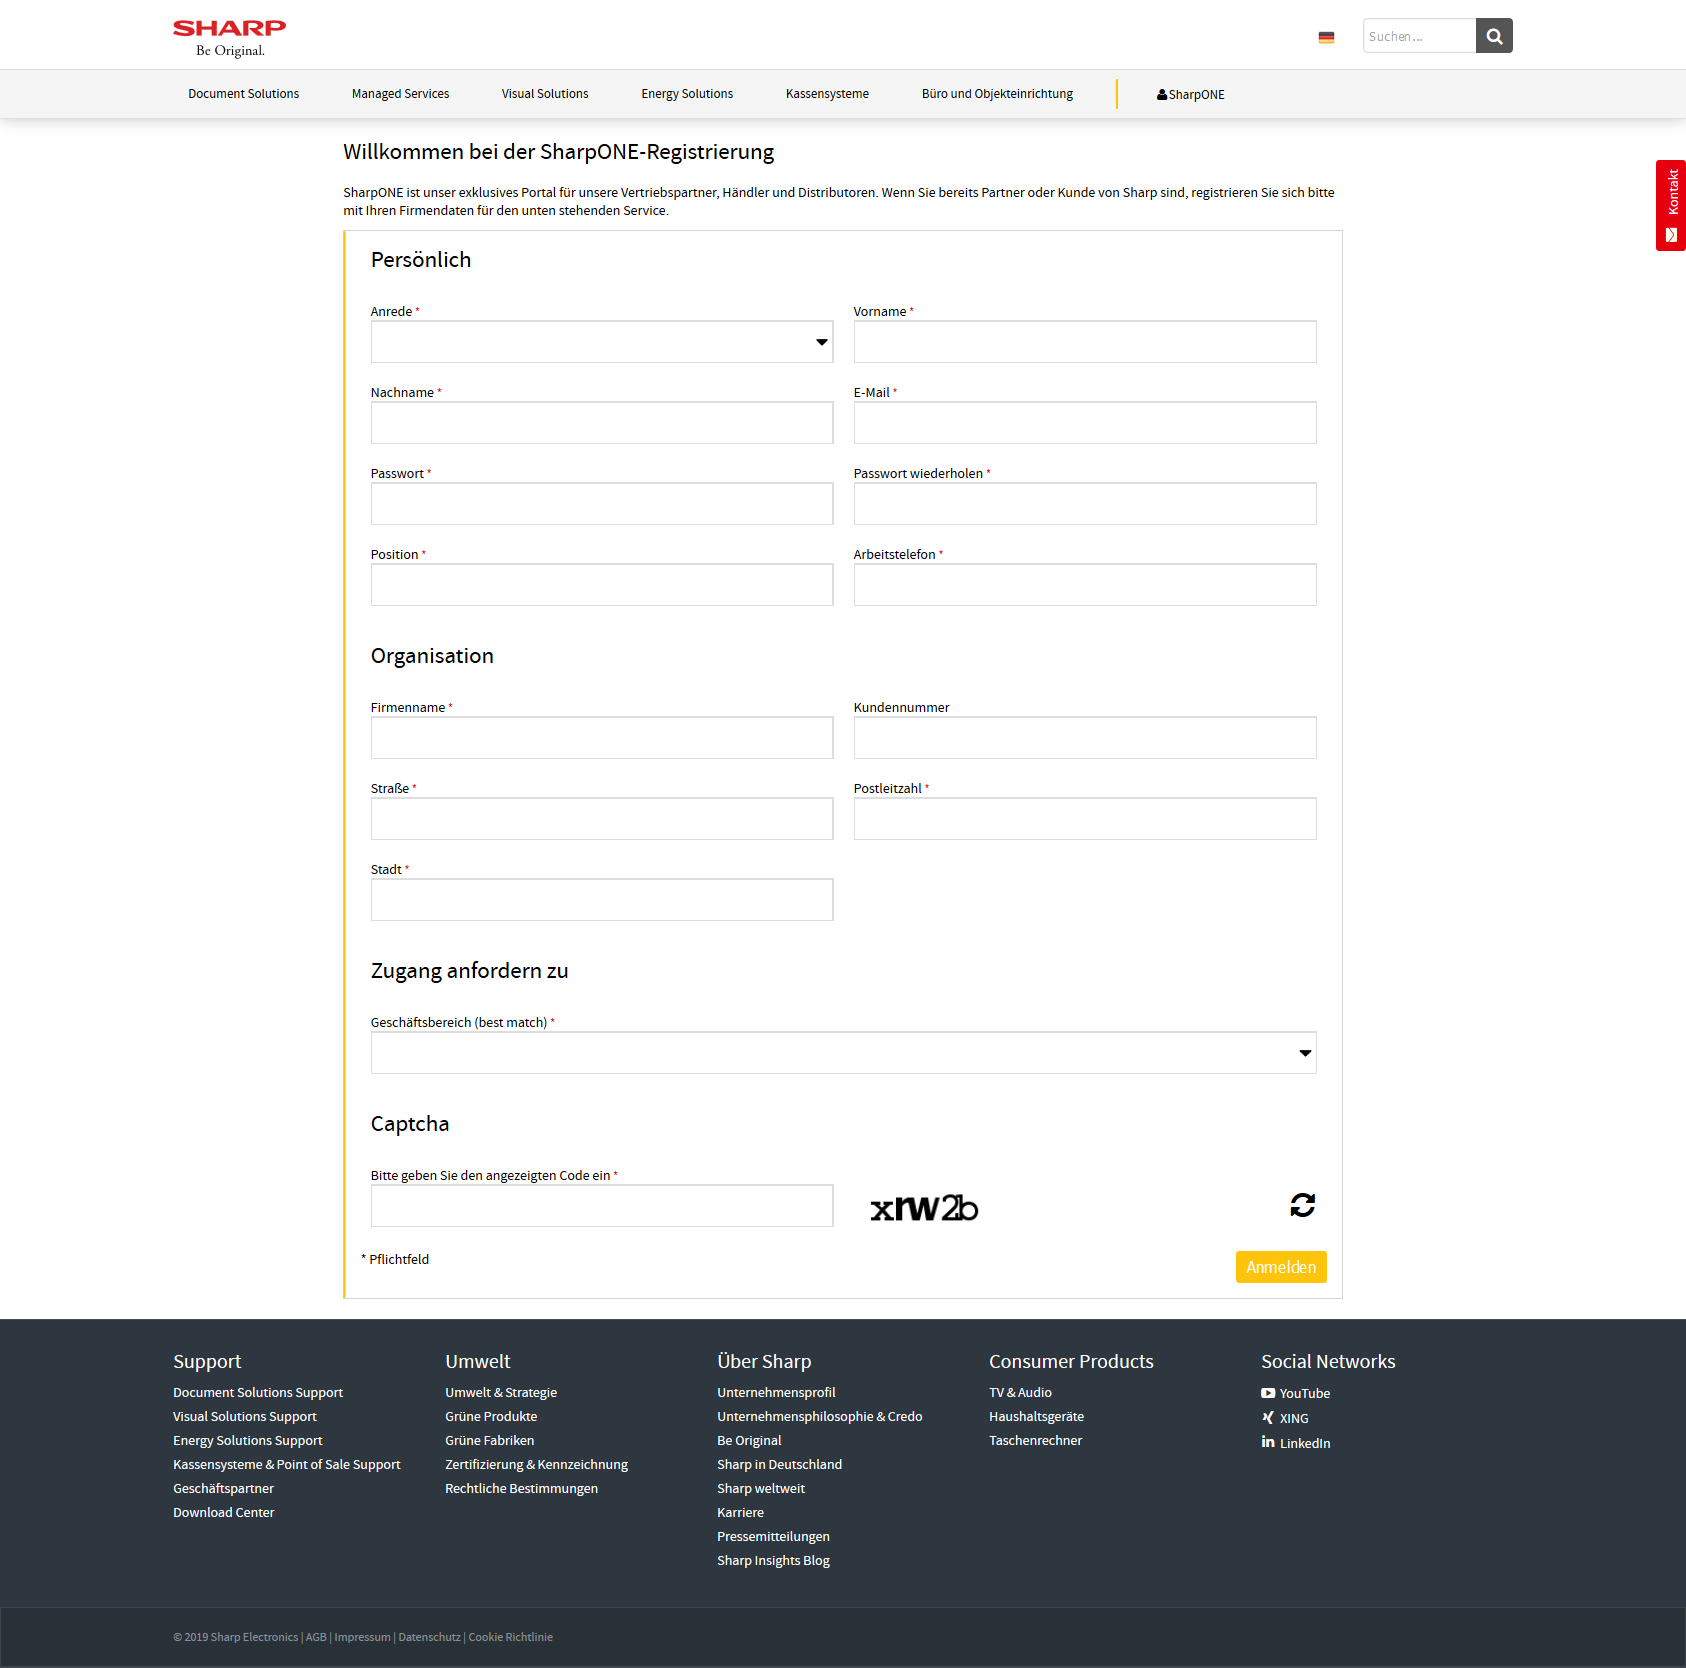 SHARP
Be Original.
Suchen...
Document Solutions
Managed Services
Visual Solutions
Energy Solutions
Kassensysteme
Büro und Objekteinrichtung
SharpONE
Kontakt
Willkommen bei der SharpONE-Registrierung
SharpONE ist unser exklusives Portal für unsere Vertriebspartner, Händler und Distributoren. Wenn Sie bereits Partner oder Kunde von Sharp sind, registrieren Sie sich bitte
mit Ihren Firmendaten für den unten stehenden Service.
Persönlich
Anrede *
Vorname *
Nachname *
E-Mail *
Passwort *
Passwort wiederholen *
Position *
Arbeitstelefon *
Organisation
Firmenname *
Kundennummer
Straße *
Postleitzahl *
Stadt *
Zugang anfordern zu
Geschäftsbereich (best match) *
Captcha
Bitte geben Sie den angezeigten Code ein *
xrw2b
* Pflichtfeld
Anmelden
Support
Document Solutions Support
Visual Solutions Support
Energy Solutions Support
Kassensysteme & Point of Sale Support
Geschäftspartner
Download Center
Umwelt
Umwelt & Strategie
Grüne Produkte
Grüne Fabriken
Zertifizierung & Kennzeichnung
Rechtliche Bestimmungen
Über Sharp
Unternehmensprofil
Unternehmensphilosophie & Credo
Be Original
Sharp in Deutschland
Sharp weltweit
Karriere
Pressemitteilungen
Sharp Insights Blog
Consumer Products
TV & Audio
Haushaltsgeräte
Taschenrechner
Social Networks
YouTube
XING
LinkedIn
© 2019 Sharp Electronics | AGB | Impressum | Datenschutz | Cookie Richtlinie